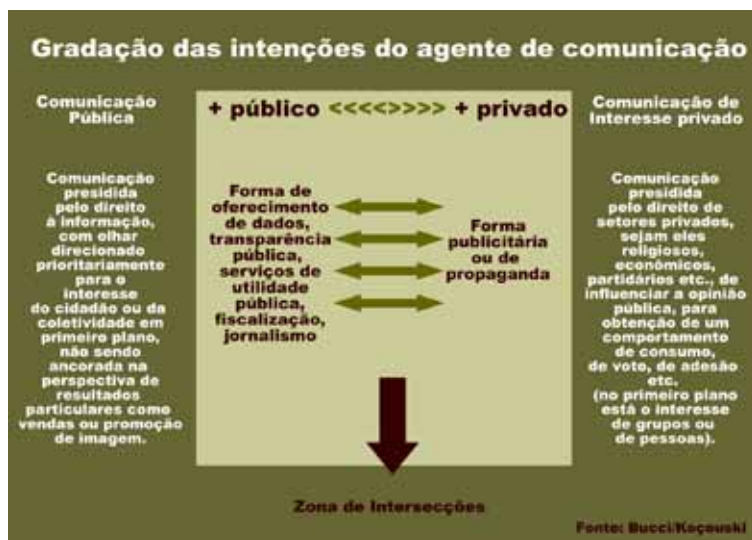 Gradação das intenções do agente de comunicação
Comunicação
Pública
+ público <<<<>>>> + privado
Comunicação de
Interesse privado
Comunicação
presidida
pelo direito
à informação,
com olhar
direcionado
prioritariamente
para o
interesse
do cidadão ou da
coletividade em
primeiro plano,
não sendo
ancorada na
perspectiva de
resultados
particulares como
vendas ou promoção
de imagem.
Forma de
oferecimento
de dados,
transparência
pública,
serviços de
utilidade
pública,
fiscalização,
jornalismo
Forma
publicitária
ou de
propaganda
Comunicação
presidida
pelo direito de
setores privados,
sejam eles
religiosos,
econômicos,
partidários etc., de
influenciar a opinião
pública, para
obtenção de um
comportamento
de consumo,
de voto, de adesão
etc.
(no primeiro plano
está o interesse
de grupos ou
de pessoas).
Zona de Intersecções
Fonte: Bucci/Koçouski